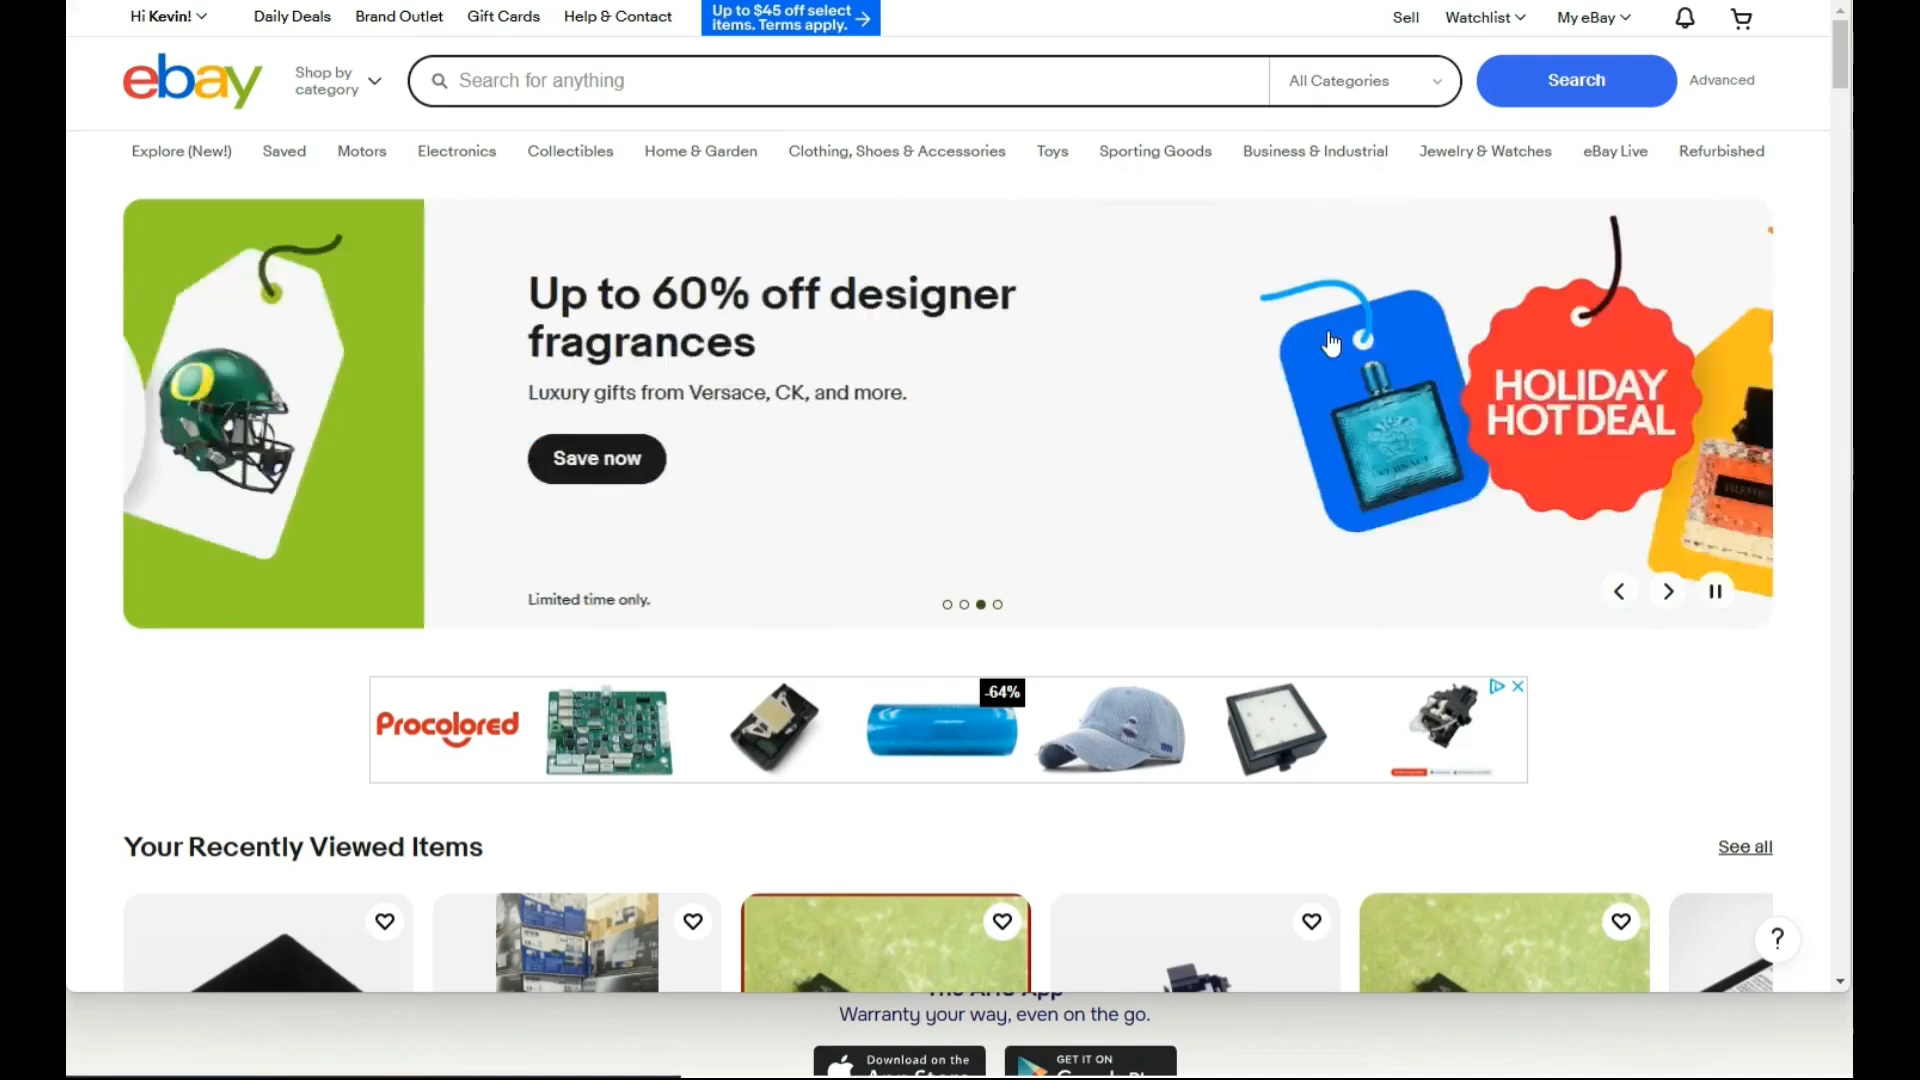 Hi Kevin!
Daily Deals
Brand Outlet
Gift Cards
Help & Contact
Up to $45 off select
items. Terms apply.
Sell
Watchlist
My eBay
ebay
Shop by
category
Search for anything
All Categories
Search
Advanced
Explore (New!)
Saved
Motors
Electronics
Collectibles
Home & Garden
Clothing, Shoes & Accessories
Toys
Sporting Goods
Business & Industrial
Jewelry & Watches
eBay Live
Refurbished
Up to 60% off designer
fragrances
Luxury gifts from Versace, CK, and more.
Save now
Limited time only.
HOLIDAY
HOT DEAL
Procolored
-64%
Your Recently Viewed Items
See all
?
Warranty your way, even on the go.
Download on the
GET IT ON